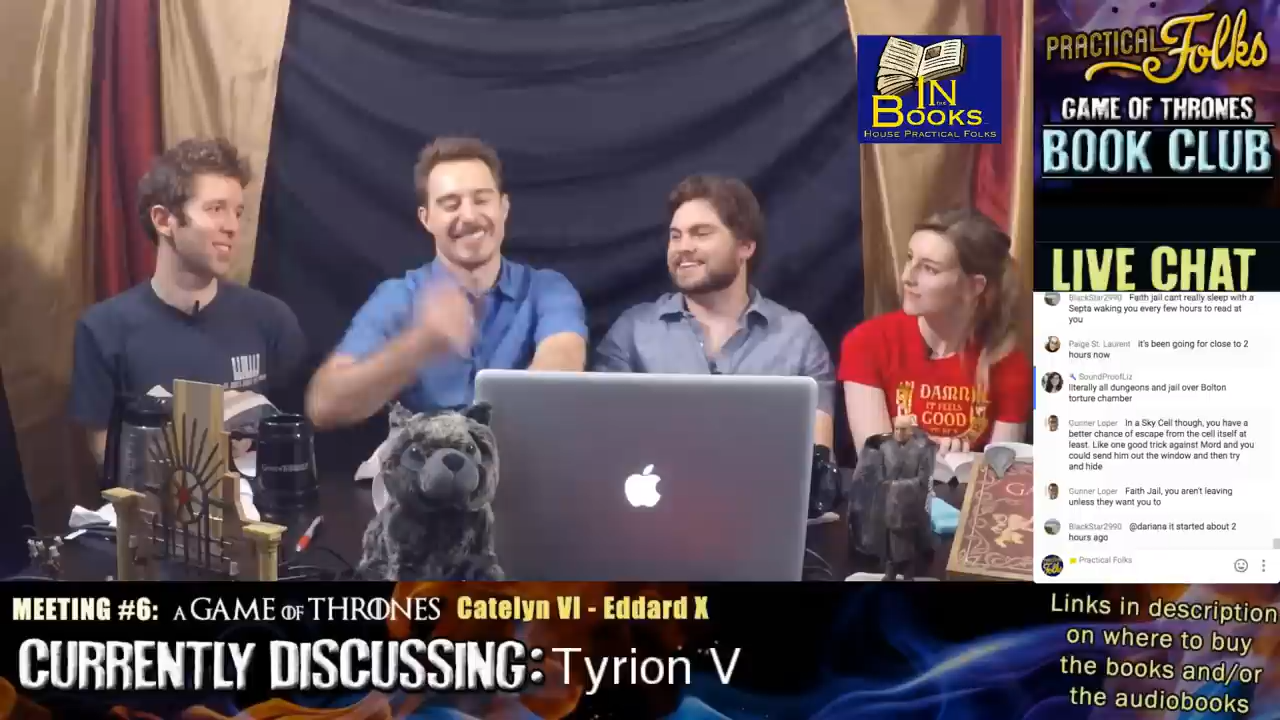 IN
the
BOOKS
HOUSE PRACTICAL FOLKS
PRACTICAL Folks
GAME OF THRONES
BOOK CLUB
LIVE CHAT
BlackStar2990 Faith jail cant really sleep with a
Septa waking you every few hours to read at
you
Paige St. Laurent it's been going for close to 2
hours now
SoundProofLiz
literally all dungeons and jail over Bolton
torture chamber
Gunner Loper In a Sky Cell though, you have a
better chance of escape from the cell itself at
least. Like one good trick against Mord and you
could send him out the window and then try
and hide
Gunner Loper Faith Jail, you aren't leaving
unless they want you to
BlackStar2990 @dariana it started about 2
hours ago
Practical Folks
DAMN
IT FEELS
GOOD
MEETING #6: A GAME OF THRONES Catelyn VI - Eddard X
CURRENTLY DISCUSSING: Tyrion V
Links in description
on where to buy
the books and/or
the audiobooks